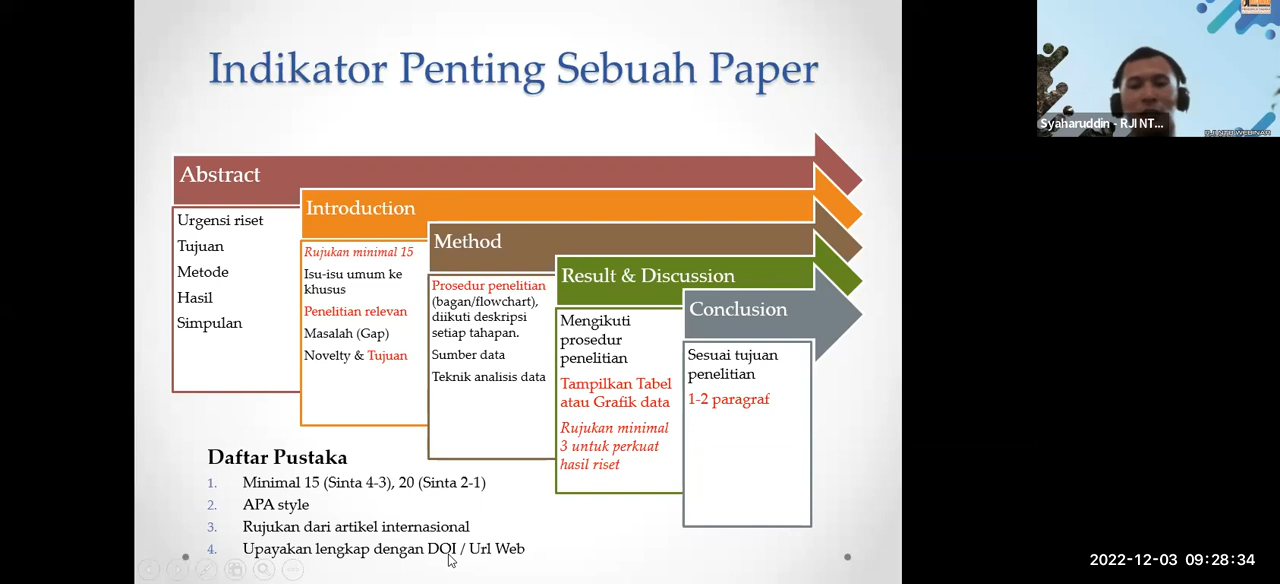 Indikator Penting Sebuah Paper
Abstract
Urgensi riset
Tujuan
Metode
Hasil
Simpulan
Introduction
Rujukan minimal 15
Isu-isu umum ke
khusus
Penelitian relevan
Masalah (Gap)
Novelty & Tujuan
Method
Prosedur penelitian
(bagan/flowchart),
diikuti deskripsi
setiap tahapan.
Sumber data
Teknik analisis data
Result & Discussion
Mengikuti
prosedur
penelitian
Tampilkan Tabel
atau Grafik data
Rujukan minimal
3 untuk perkuat
hasil riset
Conclusion
Sesuai tujuan
penelitian
1-2 paragraf
Daftar Pustaka
1. Minimal 15 (Sinta 4-3), 20 (Sinta 2-1)
2. APA style
3. Rujukan dari artikel internasional
4. Upayakan lengkap dengan DOI / Url Web
Syaharuddin - RJI NT...
RJI NTB WEBINAR
2022-12-03 09:28:34